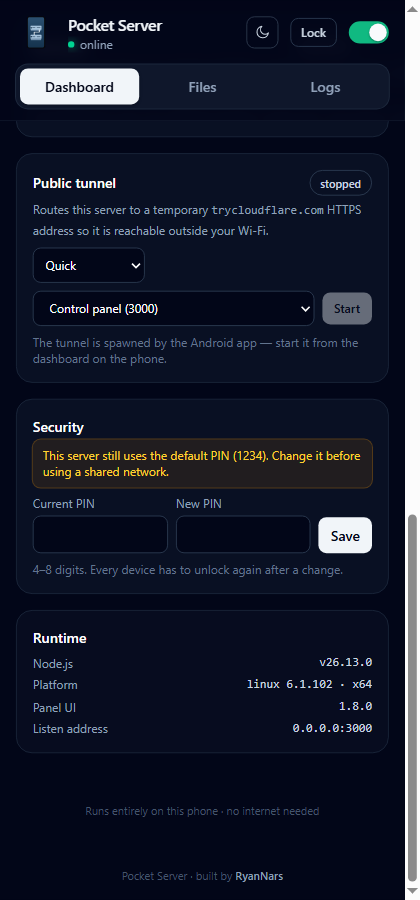 Pocket Server
online
Lock
Dashboard
Files
Logs
Public tunnel
stopped
Routes this server to a temporary trycloudflare.com HTTPS
address so it is reachable outside your Wi-Fi.
Quick
Control panel (3000)
Start
The tunnel is spawned by the Android app — start it from the
dashboard on the phone.
Security
This server still uses the default PIN (1234). Change it before
using a shared network.
Current PIN
New PIN
Save
4–8 digits. Every device has to unlock again after a change.
Runtime
Node.js v26.13.0
Platform linux 6.1.102 · x64
Panel UI 1.8.0
Listen address 0.0.0.0:3000
Runs entirely on this phone · no internet needed
Pocket Server · built by RyanNars